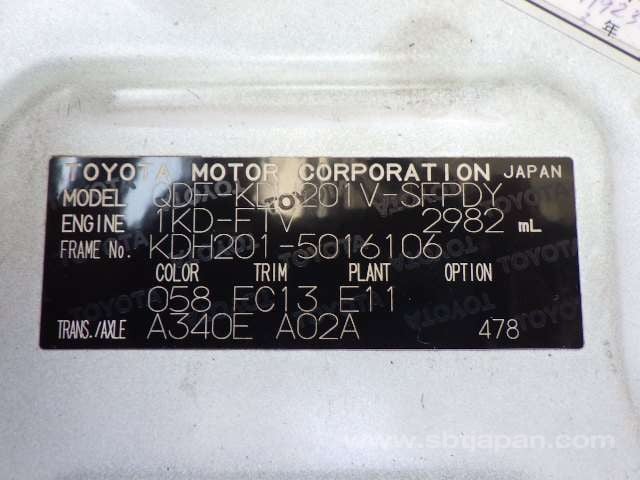 TOYOTA MOTOR CORPORATION JAPAN
MODEL QDF-KDH201V-SFPDY
ENGINE 1KD-FTV 2982 mL
FRAME No. KDH201-5016106
COLOR TRIM PLANT OPTION
058 FC13 E11
TRANS./AXLE A340E A02A 478
www.sbtjapan.com